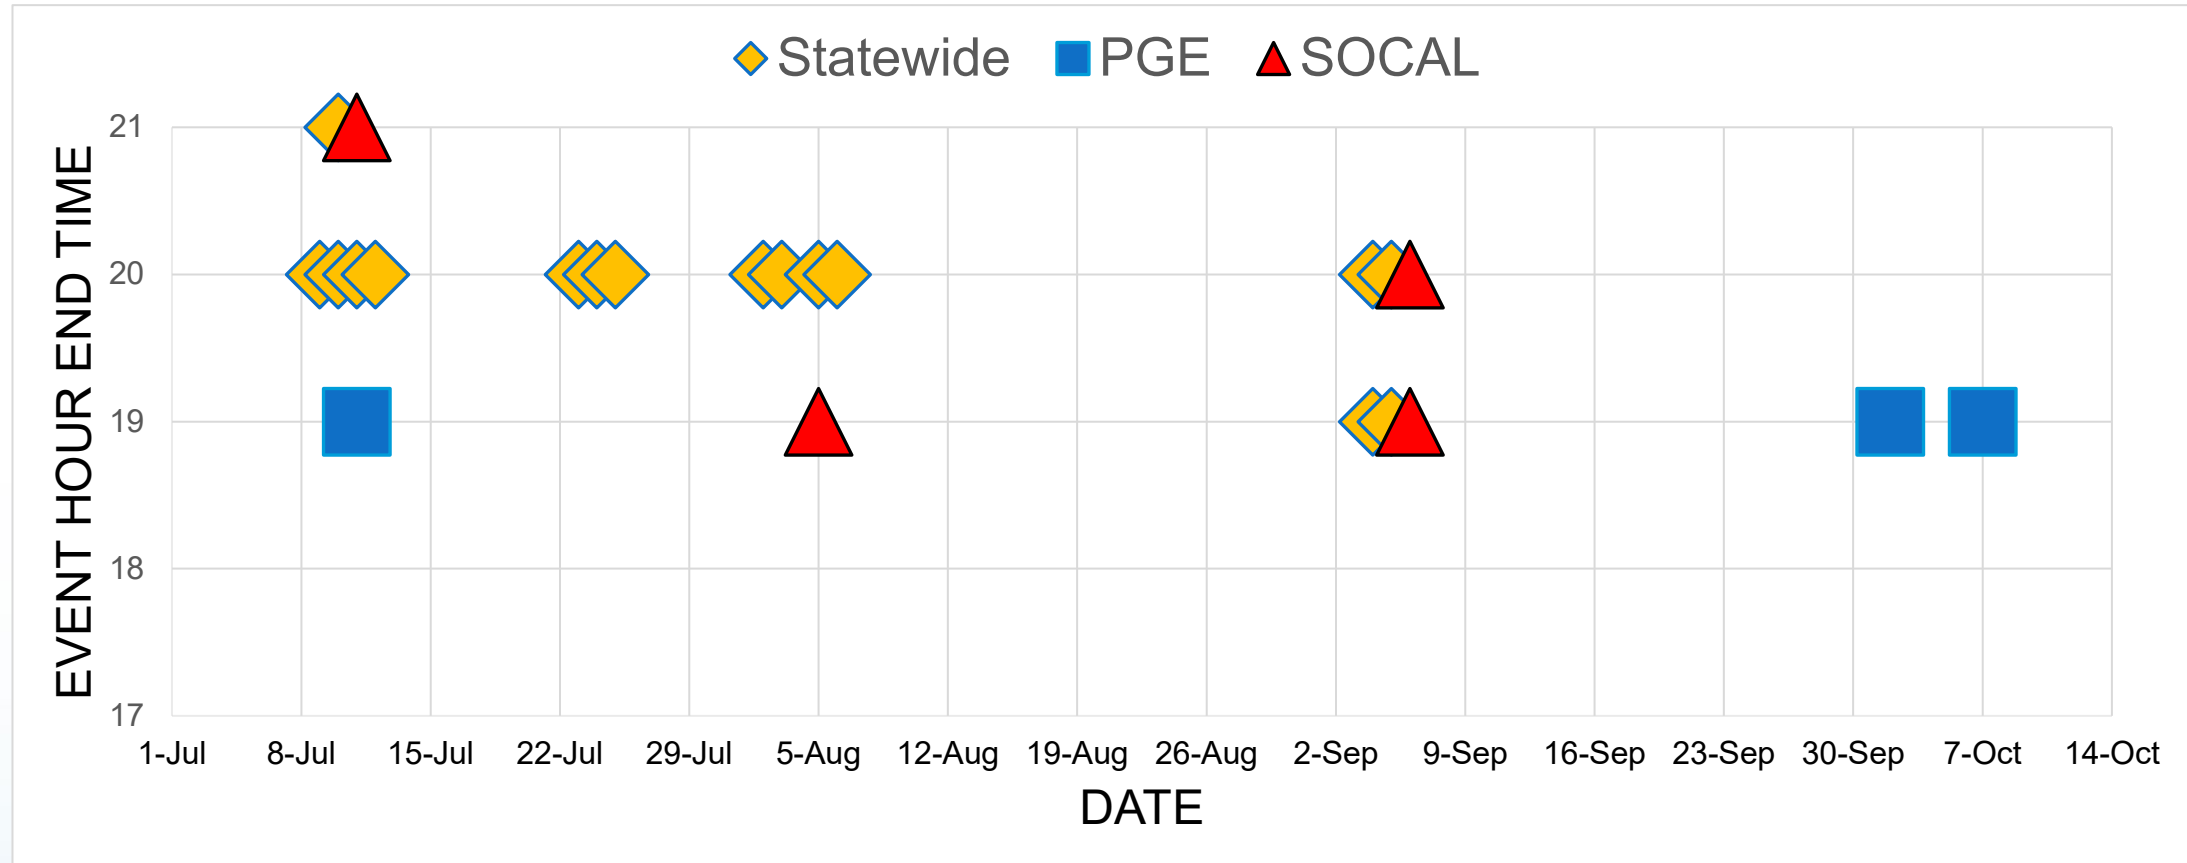 Statewide PGE SOCAL
EVENT HOUR END TIME
21
20
19
18
17
1-Jul 8-Jul 15-Jul 22-Jul 29-Jul 5-Aug 12-Aug 19-Aug 26-Aug 2-Sep 9-Sep 16-Sep 23-Sep 30-Sep 7-Oct 14-Oct
DATE